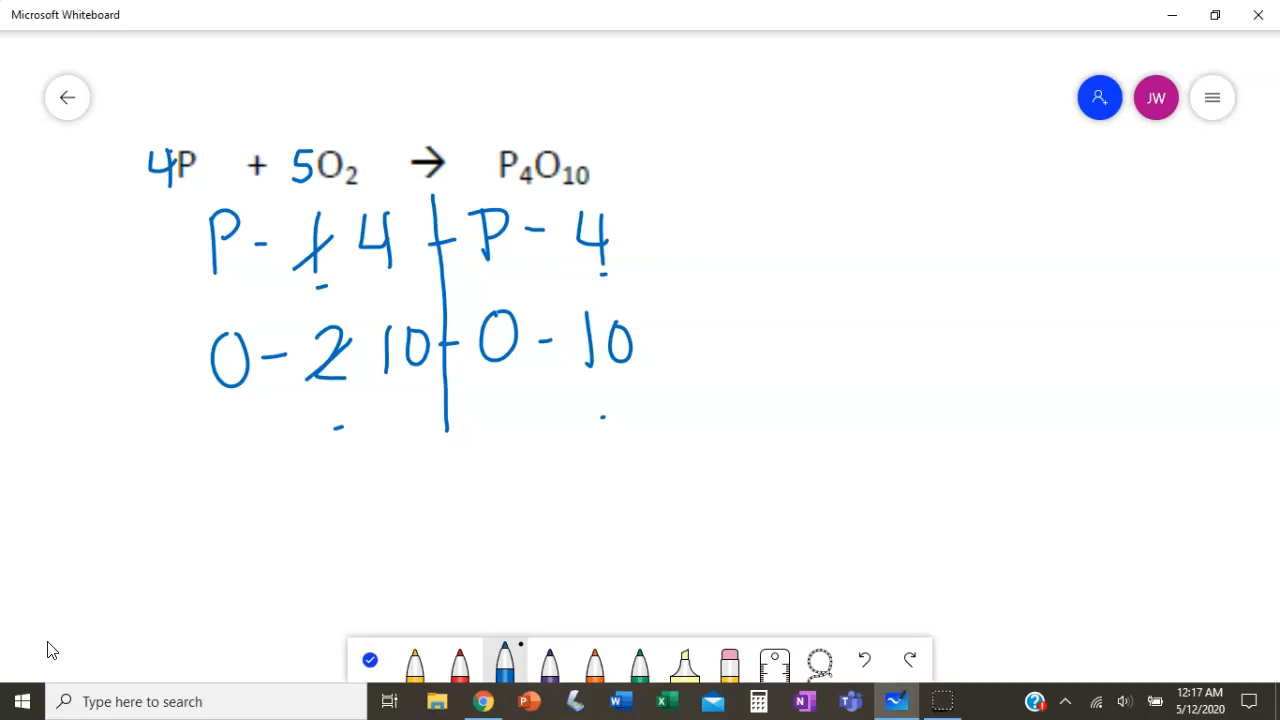 Microsoft Whiteboard
JW
4P + 5O₂ → P₄O₁₀
P - 1 4 P - 4
O - 2 10 O - 10
Type here to search
12:17 AM
5/12/2020